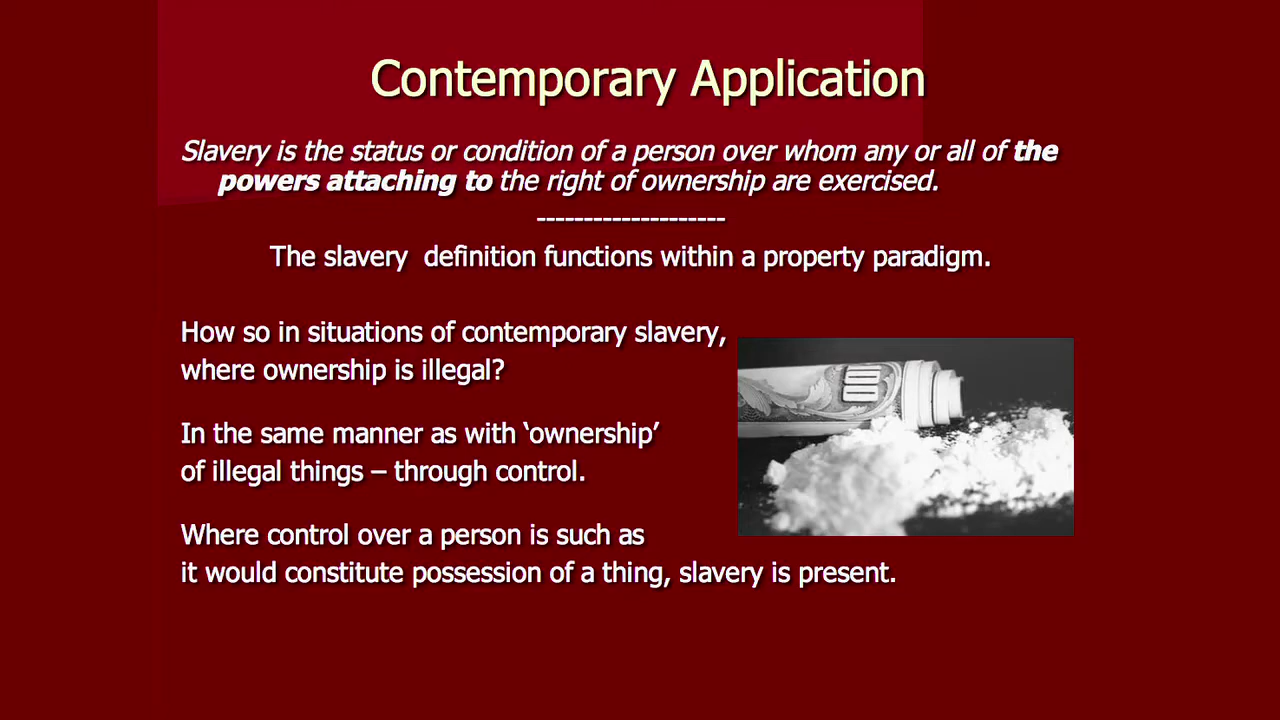 Contemporary Application
Slavery is the status or condition of a person over whom any or all of the
powers attaching to the right of ownership are exercised.
--------------------
The slavery  definition functions within a property paradigm.
How so in situations of contemporary slavery,
where ownership is illegal?
In the same manner as with ‘ownership’
of illegal things – through control.
Where control over a person is such as
it would constitute possession of a thing, slavery is present.